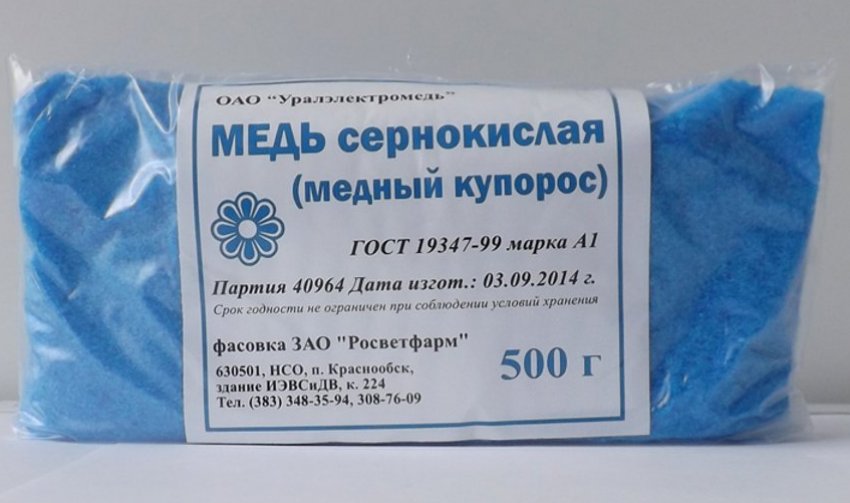 ОАО "Уралэлектромедь"
МЕДЬ сернокислая
(медный купорос)
ГОСТ 19347-99 марка А1
Партия 40964 Дата изгот.: 03.09.2014 г.
Срок годности не ограничен при соблюдении условий хранения
фасовка ЗАО "Росветфарм"
630501, НСО, п. Краснообск,
здание ИЭВСиДВ, к. 224
Тел. (383) 348-35-94, 308-76-09
500 г